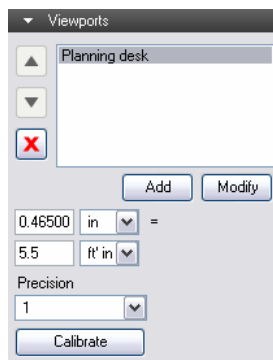 Viewports
Planning desk
X
Add Modify
0.46500 in =
5.5 ft' in
Precision
1
Calibrate